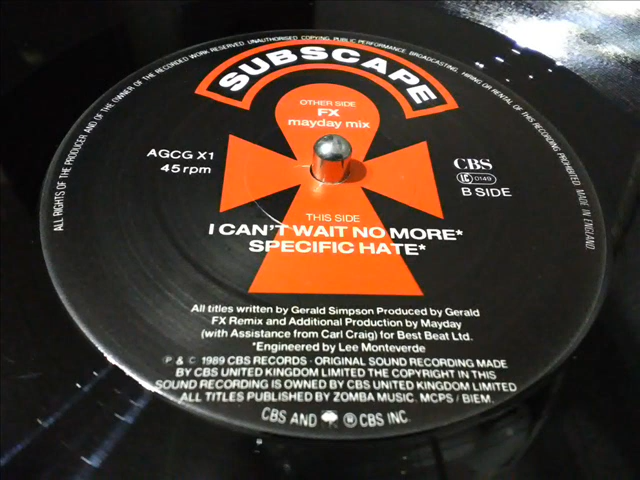 ALL RIGHTS OF THE PRODUCER AND OF THE OWNER OF THE RECORDED WORK RESERVED. UNAUTHORISED COPYING, PUBLIC PERFORMANCE, BROADCASTING, HIRING OR RENTAL OF THIS RECORDING PROHIBITED. MADE IN ENGLAND
SUBSCAPE
OTHER SIDE
FX
mayday mix
AGCG X1
45 rpm
CBS
LC 0149
B SIDE
THIS SIDE
I CAN'T WAIT NO MORE*
SPECIFIC HATE*
All titles written by Gerald Simpson Produced by Gerald
FX Remix and Additional Production by Mayday
(with Assistance from Carl Craig) for Best Beat Ltd.
*Engineered by Lee Monteverde
℗ & © 1989 CBS RECORDS · ORIGINAL SOUND RECORDING MADE
BY CBS UNITED KINGDOM LIMITED THE COPYRIGHT IN THIS
SOUND RECORDING IS OWNED BY CBS UNITED KINGDOM LIMITED
ALL TITLES PUBLISHED BY ZOMBA MUSIC. MCPS / BIEM.
CBS AND ® CBS INC.